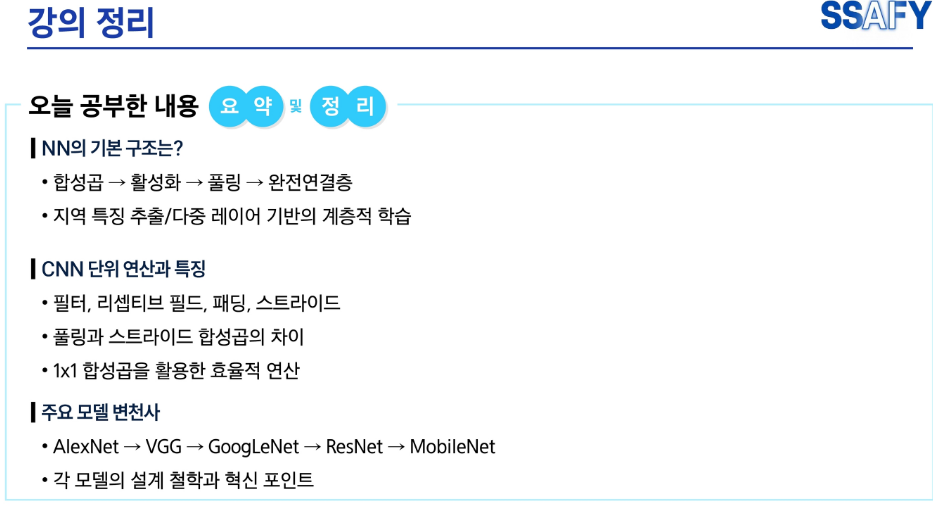 강의 정리
SSAFY
오늘 공부한 내용 요약 및 정리
NN의 기본 구조는?
• 합성곱 → 활성화 → 풀링 → 완전연결층
• 지역 특징 추출/다중 레이어 기반의 계층적 학습
CNN 단위 연산과 특징
• 필터, 리셉티브 필드, 패딩, 스트라이드
• 풀링과 스트라이드 합성곱의 차이
• 1x1 합성곱을 활용한 효율적 연산
주요 모델 변천사
• AlexNet → VGG → GoogLeNet → ResNet → MobileNet
• 각 모델의 설계 철학과 혁신 포인트